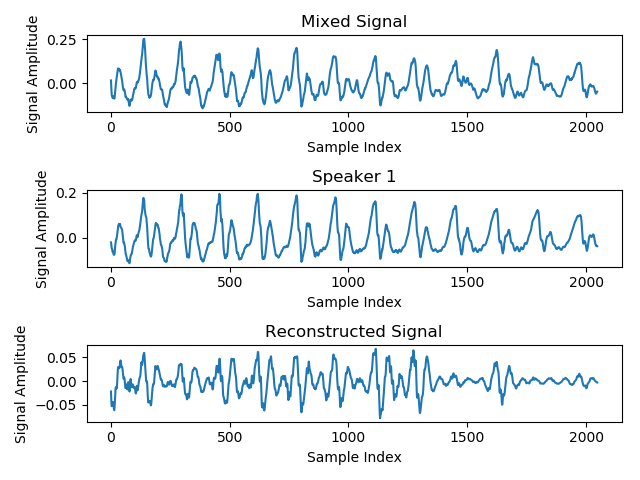 Mixed Signal
Signal Amplitude
0.25
0.00
0
500
1000
1500
2000
Sample Index
Speaker 1
Signal Amplitude
0.2
0.0
0
500
1000
1500
2000
Sample Index
Reconstructed Signal
Signal Amplitude
0.05
0.00
−0.05
0
500
1000
1500
2000
Sample Index